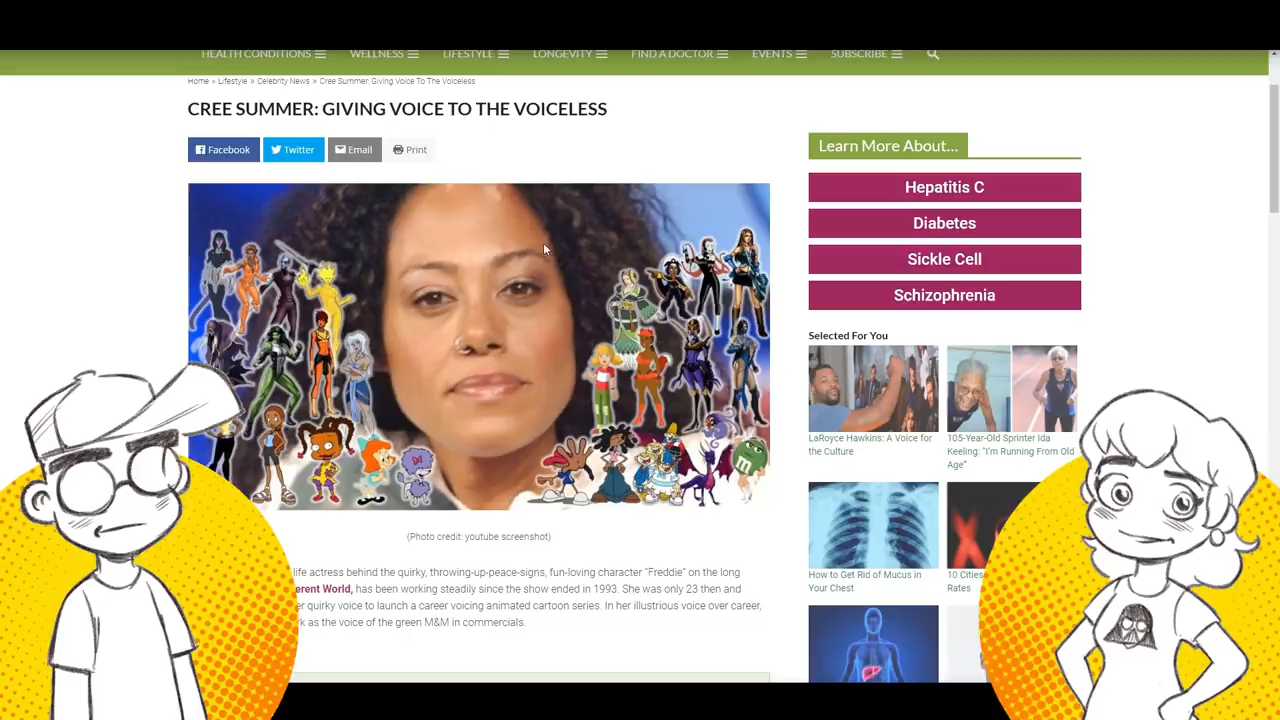 HEALTH CONDITIONS WELLNESS LIFESTYLE LONGEVITY FIND A DOCTOR EVENTS SUBSCRIBE
Home » Lifestyle » Celebrity News » Cree Summer: Giving Voice To The Voiceless
CREE SUMMER: GIVING VOICE TO THE VOICELESS
Facebook Twitter Email Print
(Photo credit: youtube screenshot)
life actress behind the quirky, throwing-up-peace-signs, fun-loving character “Freddie” on the long
erent World, has been working steadily since the show ended in 1993. She was only 23 then and
er quirky voice to launch a career voicing animated cartoon series. In her illustrious voice over career,
rk as the voice of the green M&M in commercials.
Learn More About...
Hepatitis C
Diabetes
Sickle Cell
Schizophrenia
Selected For You
LaRoyce Hawkins: A Voice for
the Culture
105-Year-Old Sprinter Ida
Keeling: “I'm Running From Old
Age”
How to Get Rid of Mucus in
Your Chest
10 Cities
Rates
m